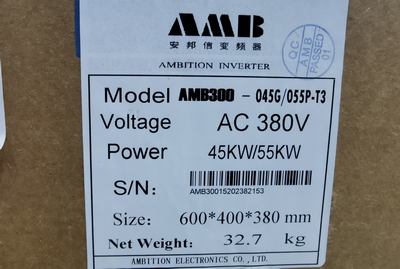 AMB
安邦信变频器
AMBITION INVERTER
QC
AMB
PASSED
01
Model AMB300 - 045G/055P-T3
Voltage AC 380V
Power 45KW/55KW
S/N:
AMB30015202382153
Size: 600*400*380 mm
Net Weight: 32.7 kg
AMBITION ELECTRONICS CO., LTD.